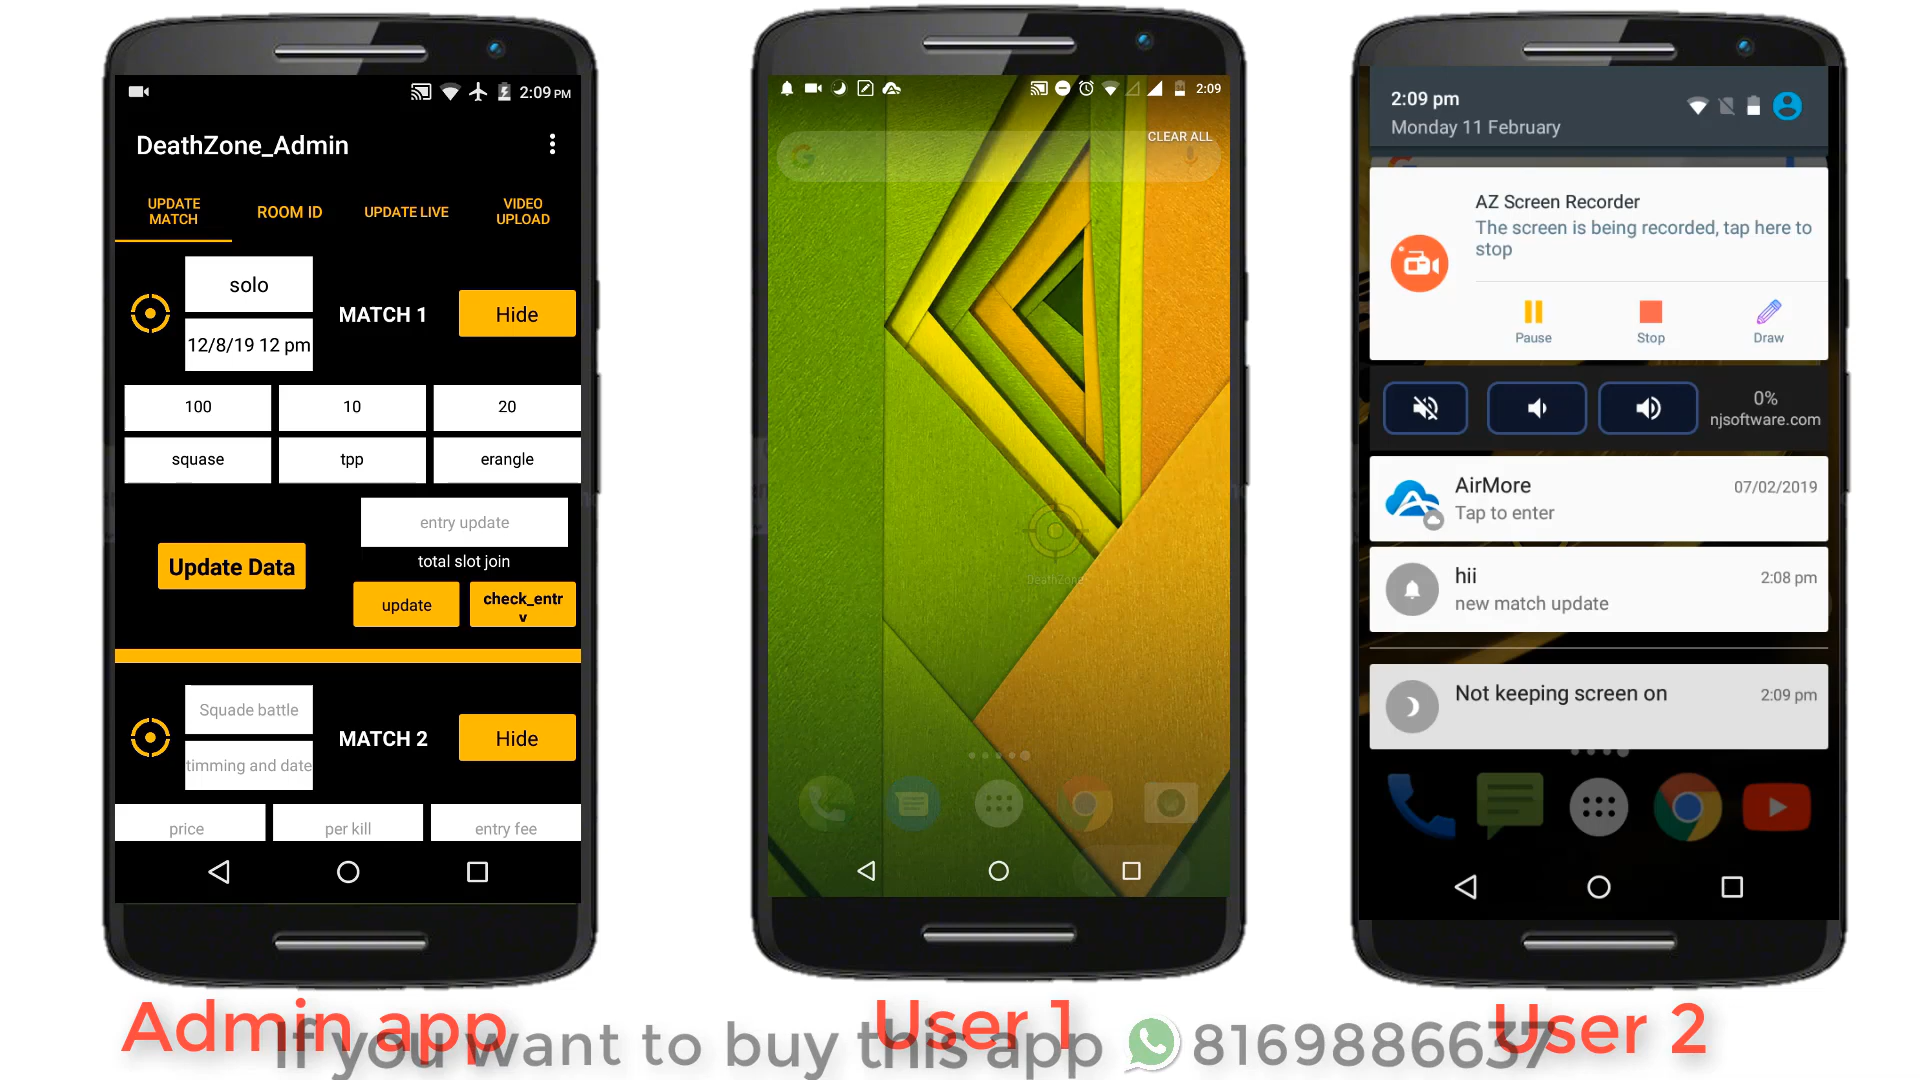 2:09 PM
DeathZone_Admin
UPDATE
MATCH
ROOM ID
UPDATE LIVE
VIDEO
UPLOAD
solo
12/8/19 12 pm
MATCH 1
Hide
100
10
20
squase
tpp
erangle
entry update
total slot join
Update Data
update
check_entr
y
Squade battle
timming and date
MATCH 2
Hide
price
per kill
entry fee
2:09
CLEAR ALL
DeathZone
2:09 pm
Monday 11 February
AZ Screen Recorder
The screen is being recorded, tap here to
stop
Pause
Stop
Draw
0%
njsoftware.com
AirMore
07/02/2019
Tap to enter
hii
2:08 pm
new match update
Not keeping screen on
2:09 pm
Admin app
User 1
User 2
If you want to buy this app 8169886637